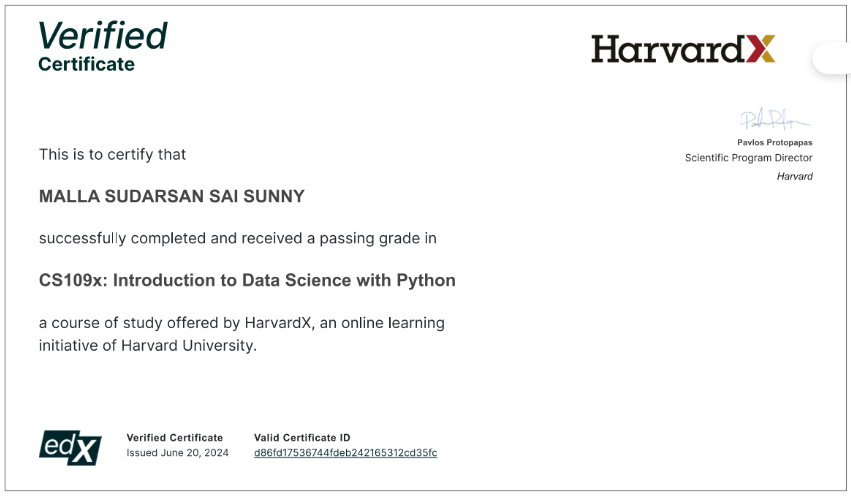 Verified
Certificate
HarvardX
Pavlos Protopapas
Scientific Program Director
Harvard
This is to certify that
MALLA SUDARSAN SAI SUNNY
successfully completed and received a passing grade in
CS109x: Introduction to Data Science with Python
a course of study offered by HarvardX, an online learning
initiative of Harvard University.
edX
Verified Certificate
Issued June 20, 2024
Valid Certificate ID
d86fd17536744fdeb242165312cd35fc